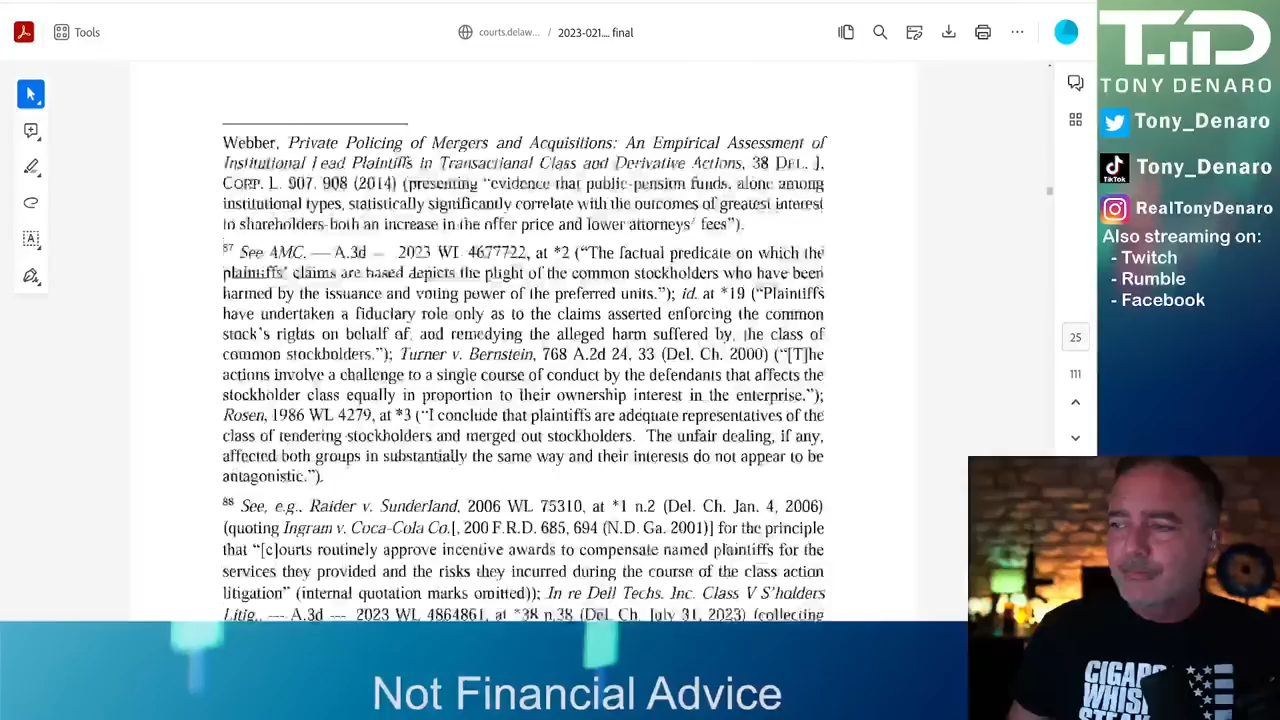 Tools
courts.delaw... / 2023-021.... final
Webber, Private Policing of Mergers and Acquisitions: An Empirical Assessment of
Institutional Lead Plaintiffs in Transactional Class and Derivative Actions, 38 DEL. J.
CORP. L. 907, 908 (2014) (presenting “evidence that public-pension funds, alone among
institutional types, statistically significantly correlate with the outcomes of greatest interest
to shareholders-both an increase in the offer price and lower attorneys’ fees”).
87 See AMC, — A.3d — 2023 WL 4677722, at *2 (“The factual predicate on which the
plaintiffs’ claims are based depicts the plight of the common stockholders who have been
harmed by the issuance and voting power of the preferred units.”); id. at *19 (“Plaintiffs
have undertaken a fiduciary role only as to the claims asserted enforcing the common
stock’s rights on behalf of, and remedying the alleged harm suffered by, the class of
common stockholders.”); Turner v. Bernstein, 768 A.2d 24, 33 (Del. Ch. 2000) (“[T]he
actions involve a challenge to a single course of conduct by the defendants that affects the
stockholder class equally in proportion to their ownership interest in the enterprise.”);
Rosen, 1986 WL 4279, at *3 (“I conclude that plaintiffs are adequate representatives of the
class of tendering stockholders and merged out stockholders. The unfair dealing, if any,
affected both groups in substantially the same way and their interests do not appear to be
antagonistic.”).
88 See, e.g., Raider v. Sunderland, 2006 WL 75310, at *1 n.2 (Del. Ch. Jan. 4, 2006)
(quoting Ingram v. Coca-Cola Co.[, 200 F.R.D. 685, 694 (N.D. Ga. 2001)] for the principle
that “[c]ourts routinely approve incentive awards to compensate named plaintiffs for the
services they provided and the risks they incurred during the course of the class action
litigation” (internal quotation marks omitted)); In re Dell Techs. Inc. Class V S’holders
Litig., — A.3d — 2023 WL 4864861, at *38 n.38 (Del. Ch. July 31, 2023) (collecting
25
111
TD
TONY DENARO
Tony_Denaro
TikTok
Tony_Denaro
RealTonyDenaro
Also streaming on:
- Twitch
- Rumble
- Facebook
Not Financial Advice